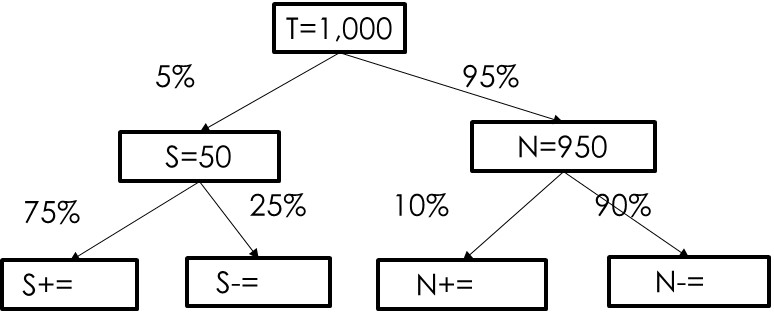 T=1,000
5%
95%
S=50
N=950
75%
25%
10%
90%
S+=
S-=
N+=
N-=